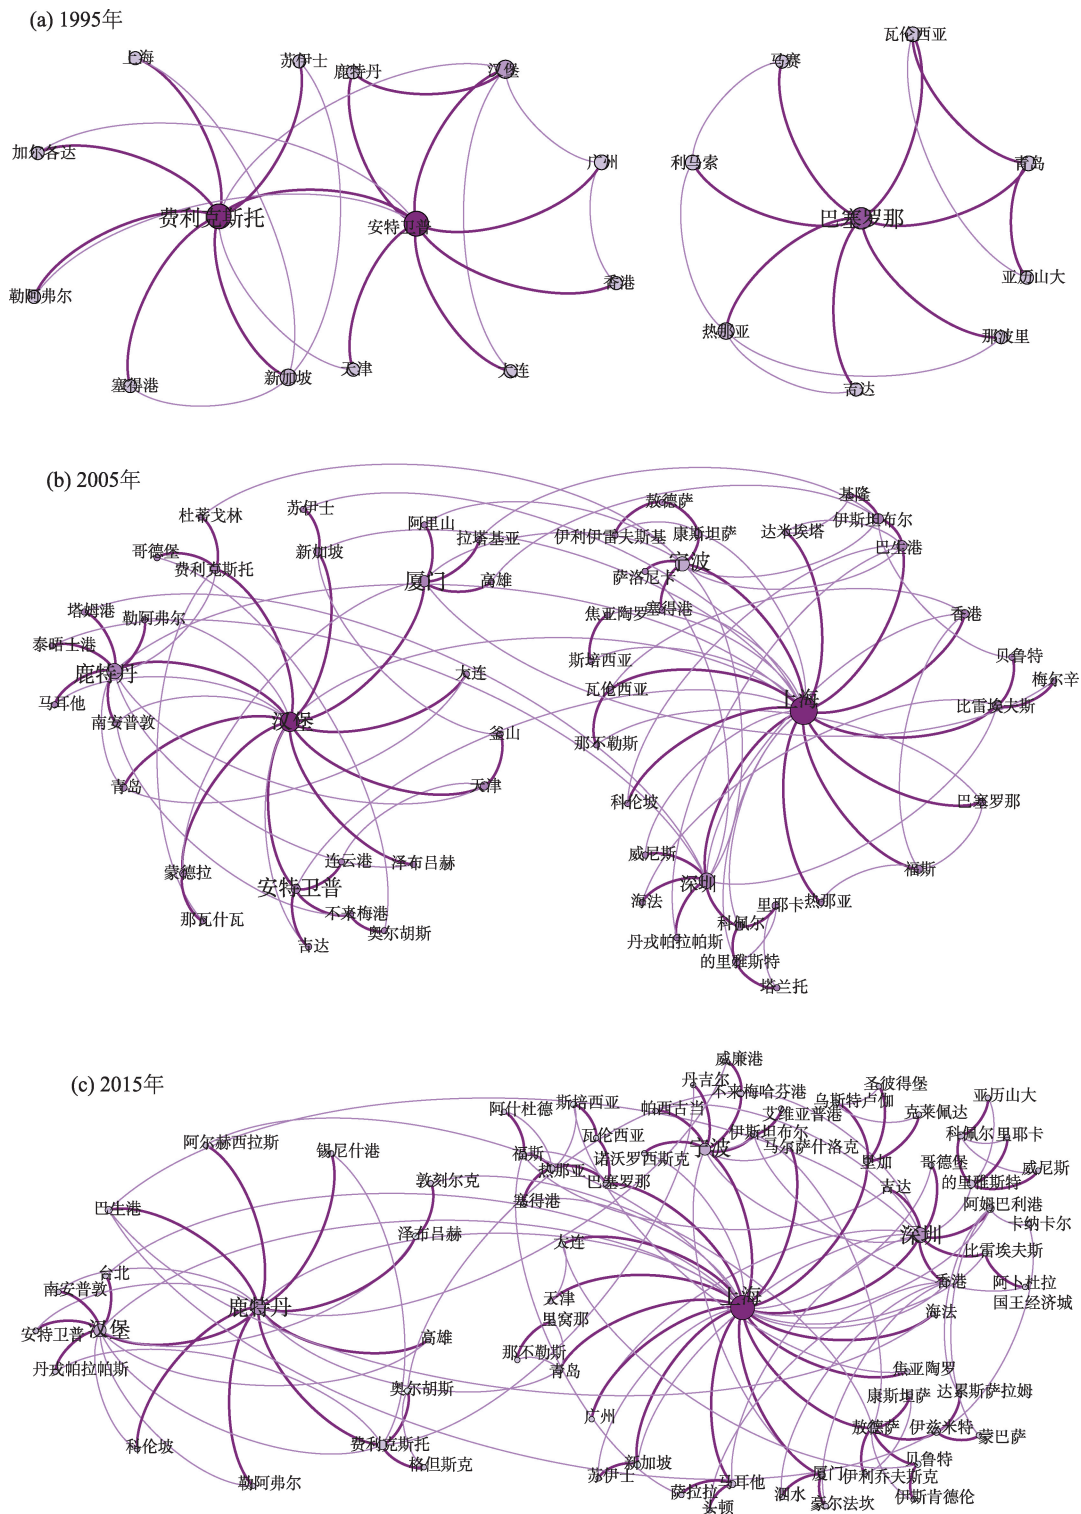 (a) 1995年
瓦伦西亚
上海
苏伊士
鹿特丹
汉堡
马赛
加尔各达
广州
利马索
青岛
费利克斯托
安特卫普
巴塞罗那
勒阿弗尔
香港
亚历山大
热那亚
那波里
塞得港
新加坡
天津
大连
吉达
(b) 2005年
杜蒂戈林
苏伊士
阿里山
敖德萨
基隆
哥德堡
新加坡
拉塔基亚
伊利伊雷夫斯基
康斯坦萨
达米埃塔
伊斯坦布尔
巴生港
费利克斯托
厦门
高雄
宁波
萨洛尼卡
塔姆港
勒阿弗尔
焦亚陶罗
塞得港
香港
泰晤士港
鹿特丹
大连
斯培西亚
贝鲁特
马耳他
瓦伦西亚
上海
梅尔辛
南安普敦
汉堡
釜山
那不勒斯
比雷埃夫斯
青岛
天津
科伦坡
巴塞罗那
蒙德拉
连云港
泽布吕赫
威尼斯
福斯
安特卫普
深圳
那瓦什瓦
不来梅港
奥尔胡斯
海法
里耶卡
热那亚
吉达
丹戎帕拉帕斯
科佩尔
的里雅斯特
塔兰托
(c) 2015年
威廉港
丹吉尔
不来梅哈芬港
圣彼得堡
阿什杜德
斯培西亚
帕西古当
艾维亚普港
乌斯特卢伽
克莱佩达
亚历山大
阿尔赫西拉斯
锡尼什港
福斯
瓦伦西亚
宁波
伊斯坦布尔
马尔萨什洛克
科佩尔
里耶卡
敦刻尔克
热那亚
诺沃罗西斯克
里加
哥德堡
威尼斯
巴生港
塞得港
巴塞罗那
吉达
的里雅斯特
阿姆巴利港
卡纳卡尔
泽布吕赫
大连
深圳
比雷埃夫斯
台北
南安普敦
天津
上海
香港
阿卜杜拉
国王经济城
安特卫普
汉堡
鹿特丹
高雄
里窝那
海法
丹戎帕拉帕斯
那不勒斯
青岛
焦亚陶罗
奥尔胡斯
广州
康斯坦萨
达累斯萨拉姆
科伦坡
费利克斯托
敖德萨
伊兹米特
蒙巴萨
勒阿弗尔
格但斯克
苏伊士
新加坡
萨拉拉
马耳他
头顿
泗水
厦门
伊利乔夫斯克
贝鲁特
豪尔法坎
伊斯肯德伦